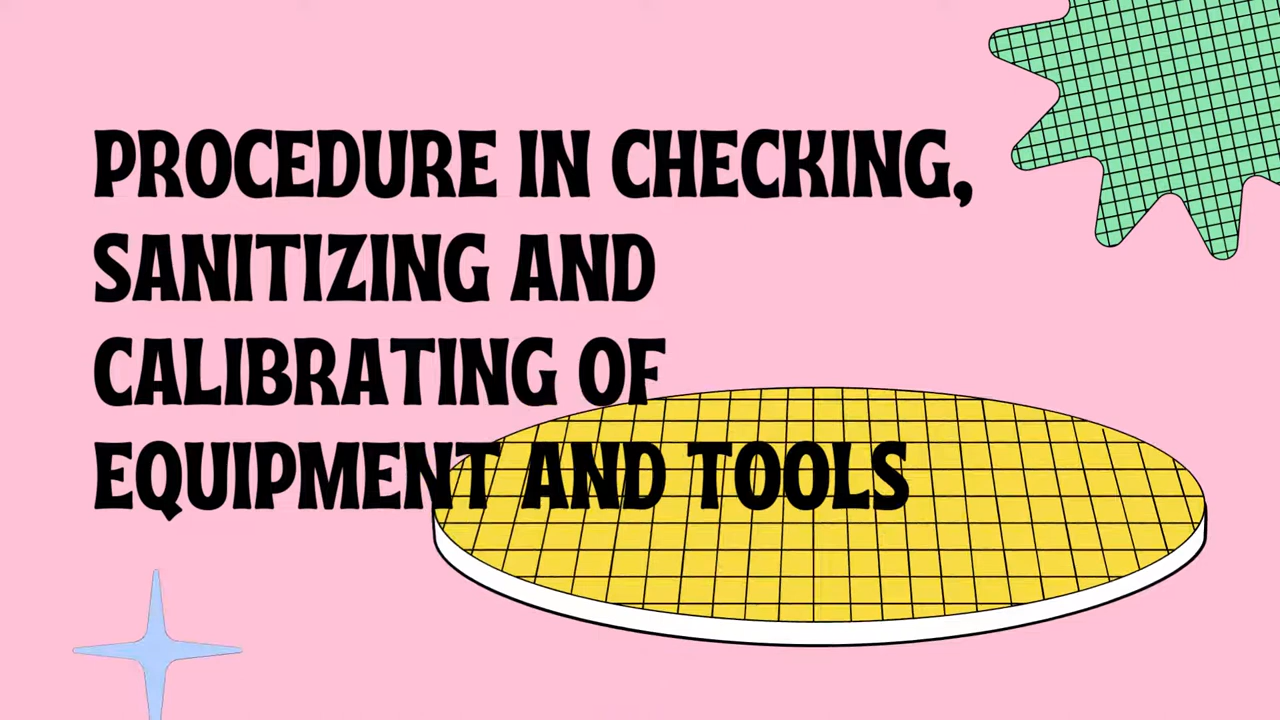 PROCEDURE IN CHECKING,
SANITIZING AND
CALIBRATING OF
EQUIPMENT AND TOOLS